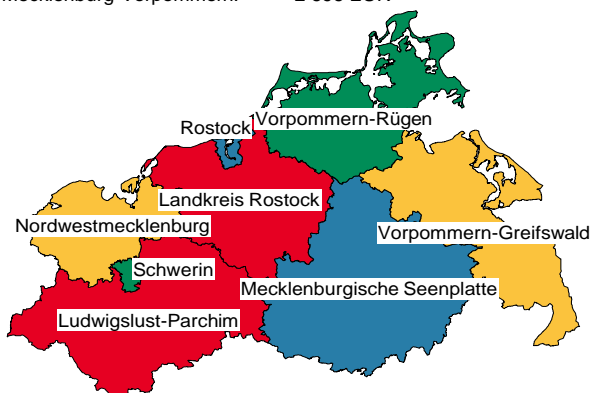 Rostock
Vorpommern-Rügen
Landkreis Rostock
Nordwestmecklenburg
Vorpommern-Greifswald
Schwerin
Mecklenburgische Seenplatte
Ludwigslust-Parchim